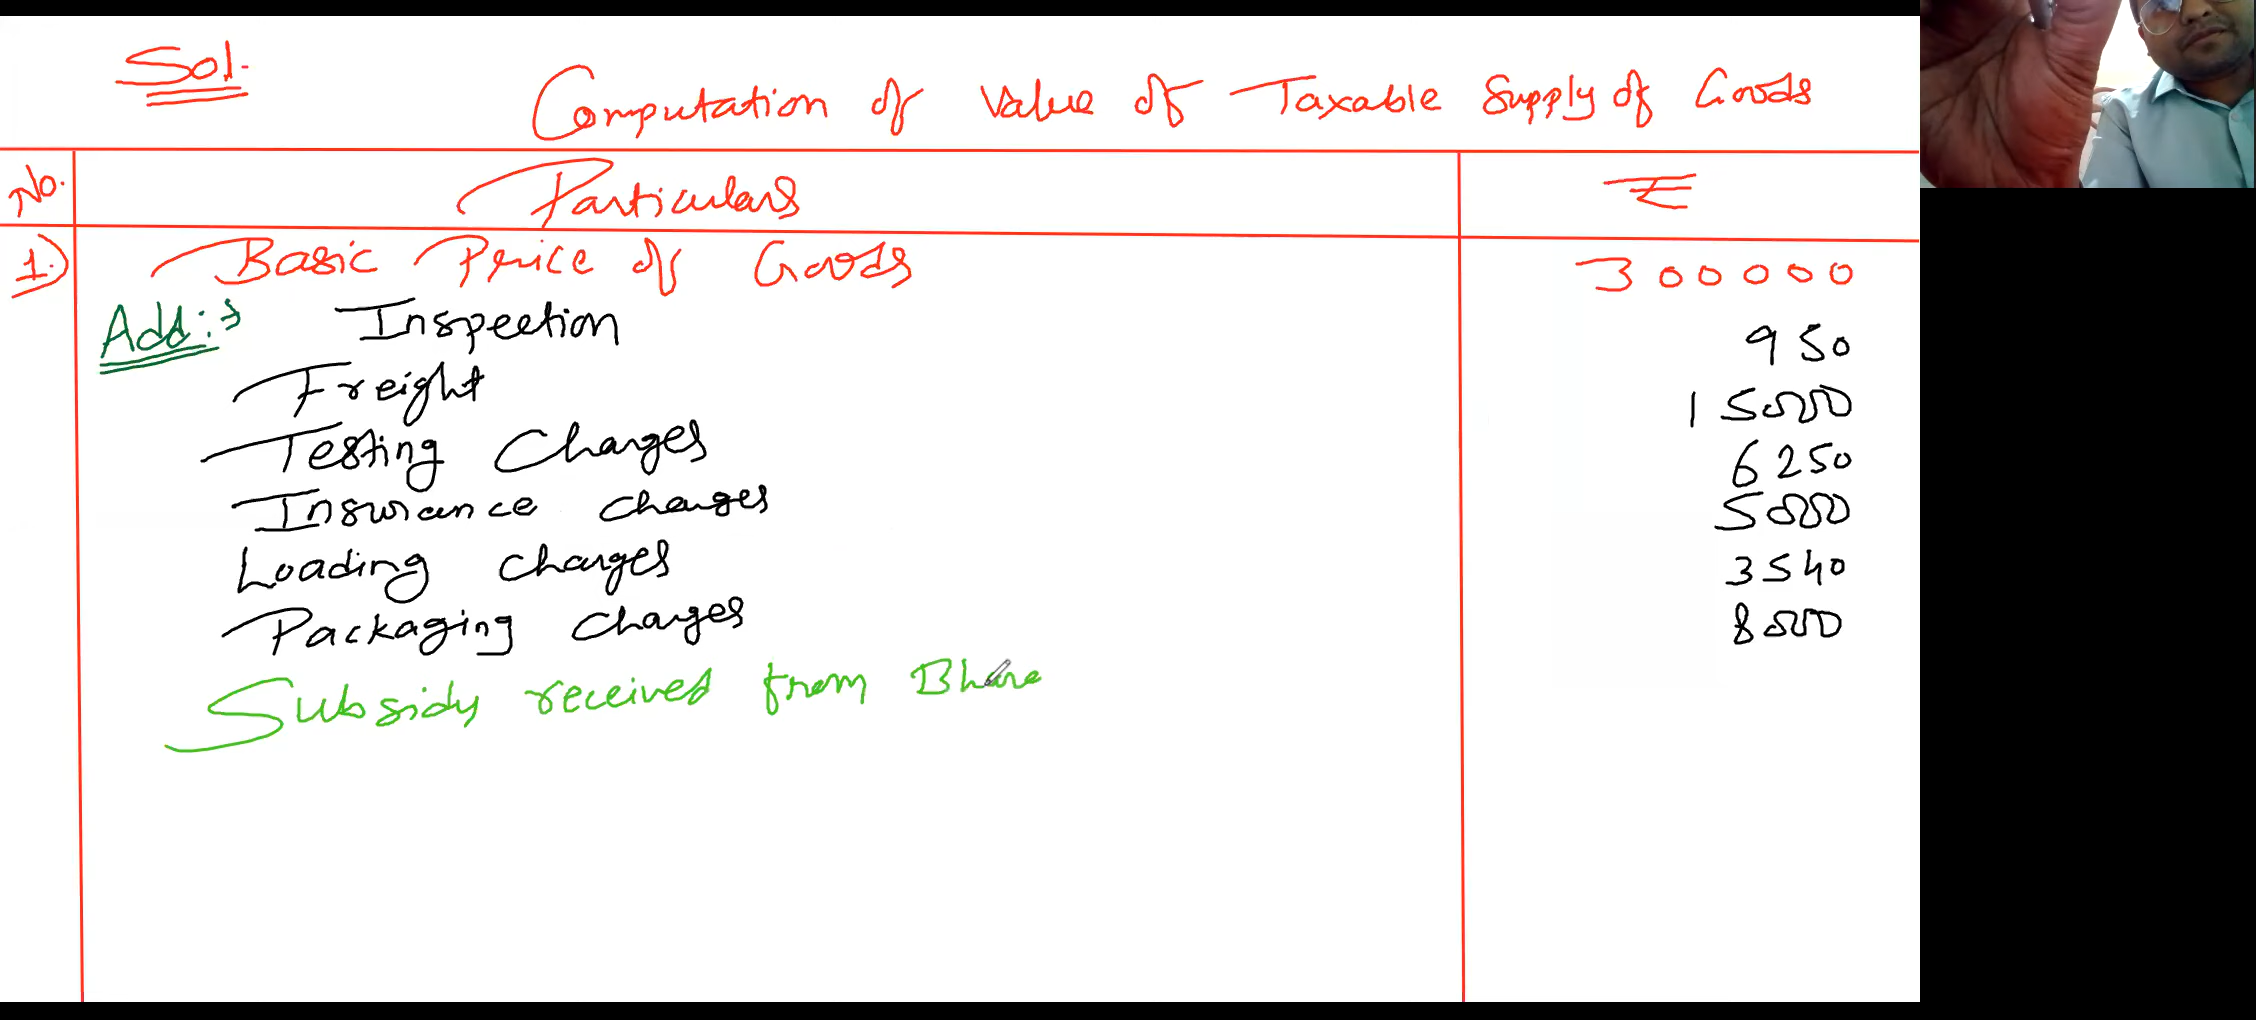 Sol.
Computation of Value of Taxable Supply of Goods
No. Particulars ₹
1.) Basic Price of Goods 300000
Add:→ Inspection 950
Freight 15000
Testing Charges 6250
Insurance charges 5000
Loading charges 3540
Packaging charges 8000
Subsidy received from Bhara